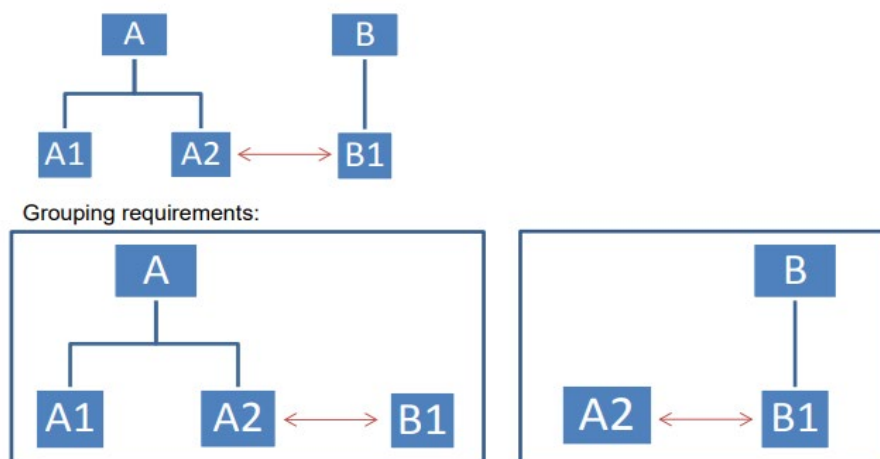 A B
A1 A2 B1
Grouping requirements:
A B
A1 A2 B1 A2 B1